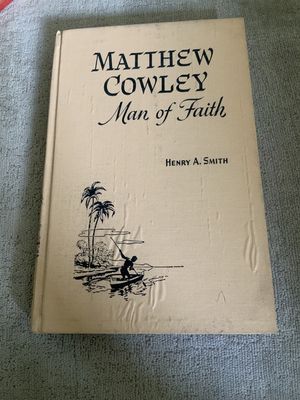 MATTHEW
COWLEY
Man of Faith
HENRY A. SMITH